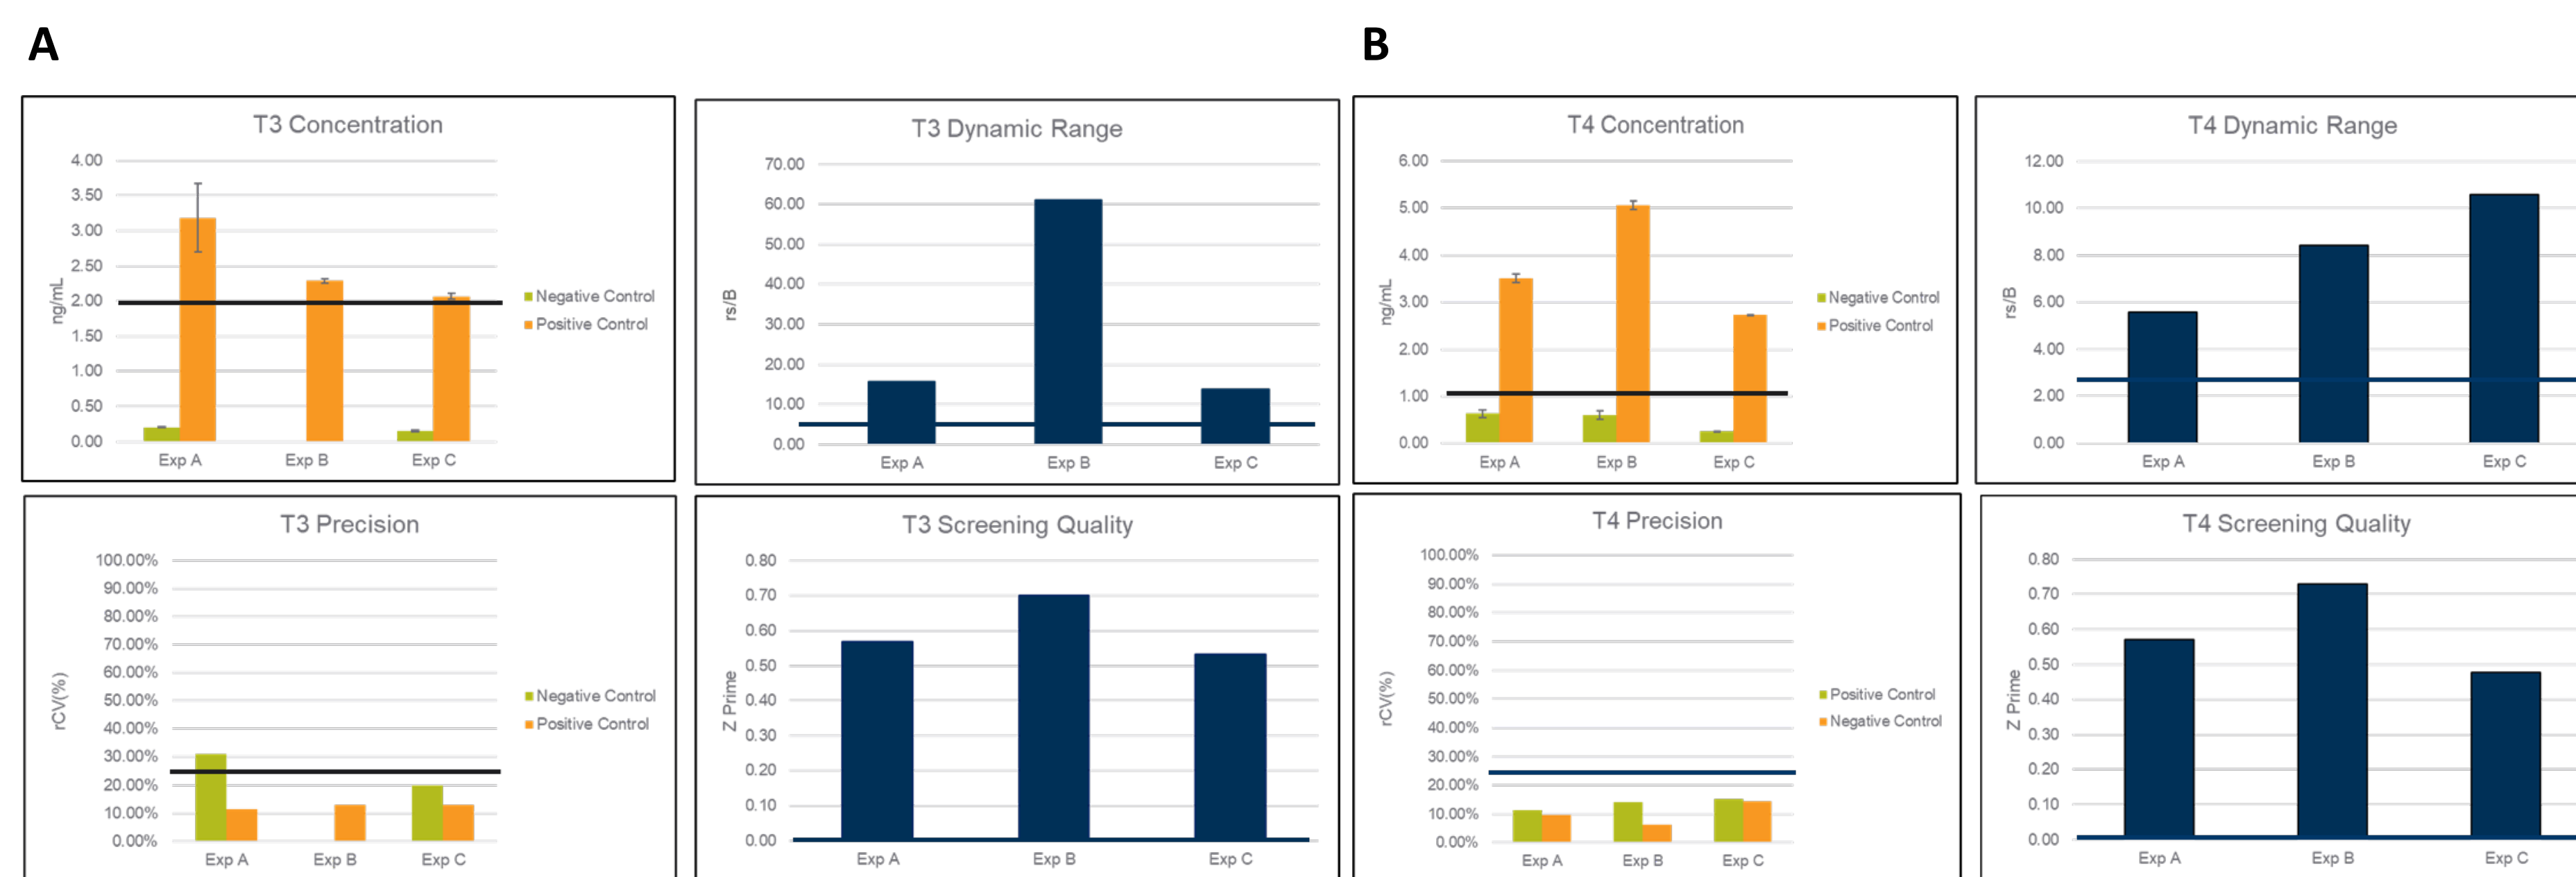 A
B
T3 Concentration
4.00
3.50
3.00
2.50
2.00
1.50
1.00
0.50
0.00
ng/mL
Exp A Exp B Exp C
Negative Control
Positive Control
T3 Dynamic Range
70.00
60.00
50.00
40.00
30.00
20.00
10.00
0.00
rs/B
Exp A Exp B Exp C
T4 Concentration
6.00
5.00
4.00
3.00
2.00
1.00
0.00
ng/mL
Exp A Exp B Exp C
Negative Control
Positive Control
T4 Dynamic Range
12.00
10.00
8.00
6.00
4.00
2.00
0.00
rs/B
Exp A Exp B Exp C
T3 Precision
100.00%
90.00%
80.00%
70.00%
60.00%
50.00%
40.00%
30.00%
20.00%
10.00%
0.00%
rCV(%)
Exp A Exp B Exp C
Negative Control
Positive Control
T3 Screening Quality
0.80
0.70
0.60
0.50
0.40
0.30
0.20
0.10
0.00
Z Prime
Exp A Exp B Exp C
T4 Precision
100.00%
90.00%
80.00%
70.00%
60.00%
50.00%
40.00%
30.00%
20.00%
10.00%
0.00%
rCV(%)
Exp A Exp B Exp C
Positive Control
Negative Control
T4 Screening Quality
0.80
0.70
0.60
0.50
0.40
0.30
0.20
0.10
0.00
Z Prime
Exp A Exp B Exp C